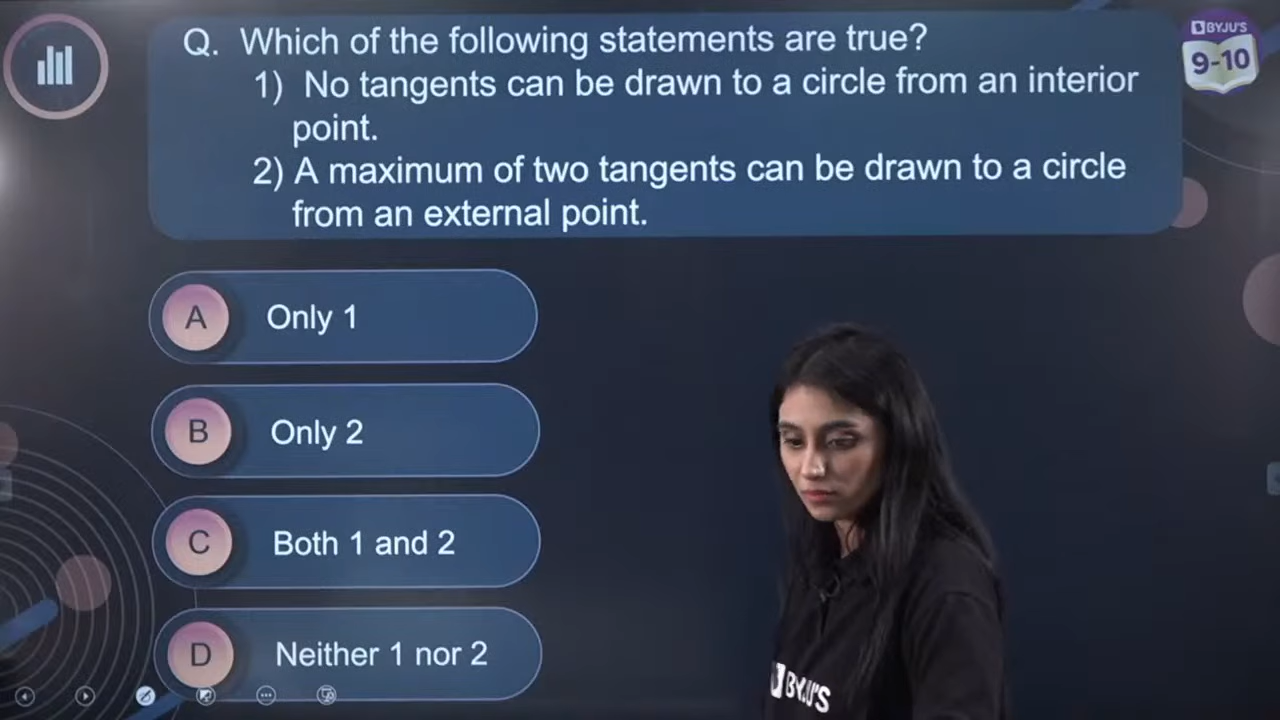 Q. Which of the following statements are true?
1) No tangents can be drawn to a circle from an interior
point.
2) A maximum of two tangents can be drawn to a circle
from an external point.
BYJU'S
9-10
A Only 1
B Only 2
C Both 1 and 2
D Neither 1 nor 2
BYJU'S